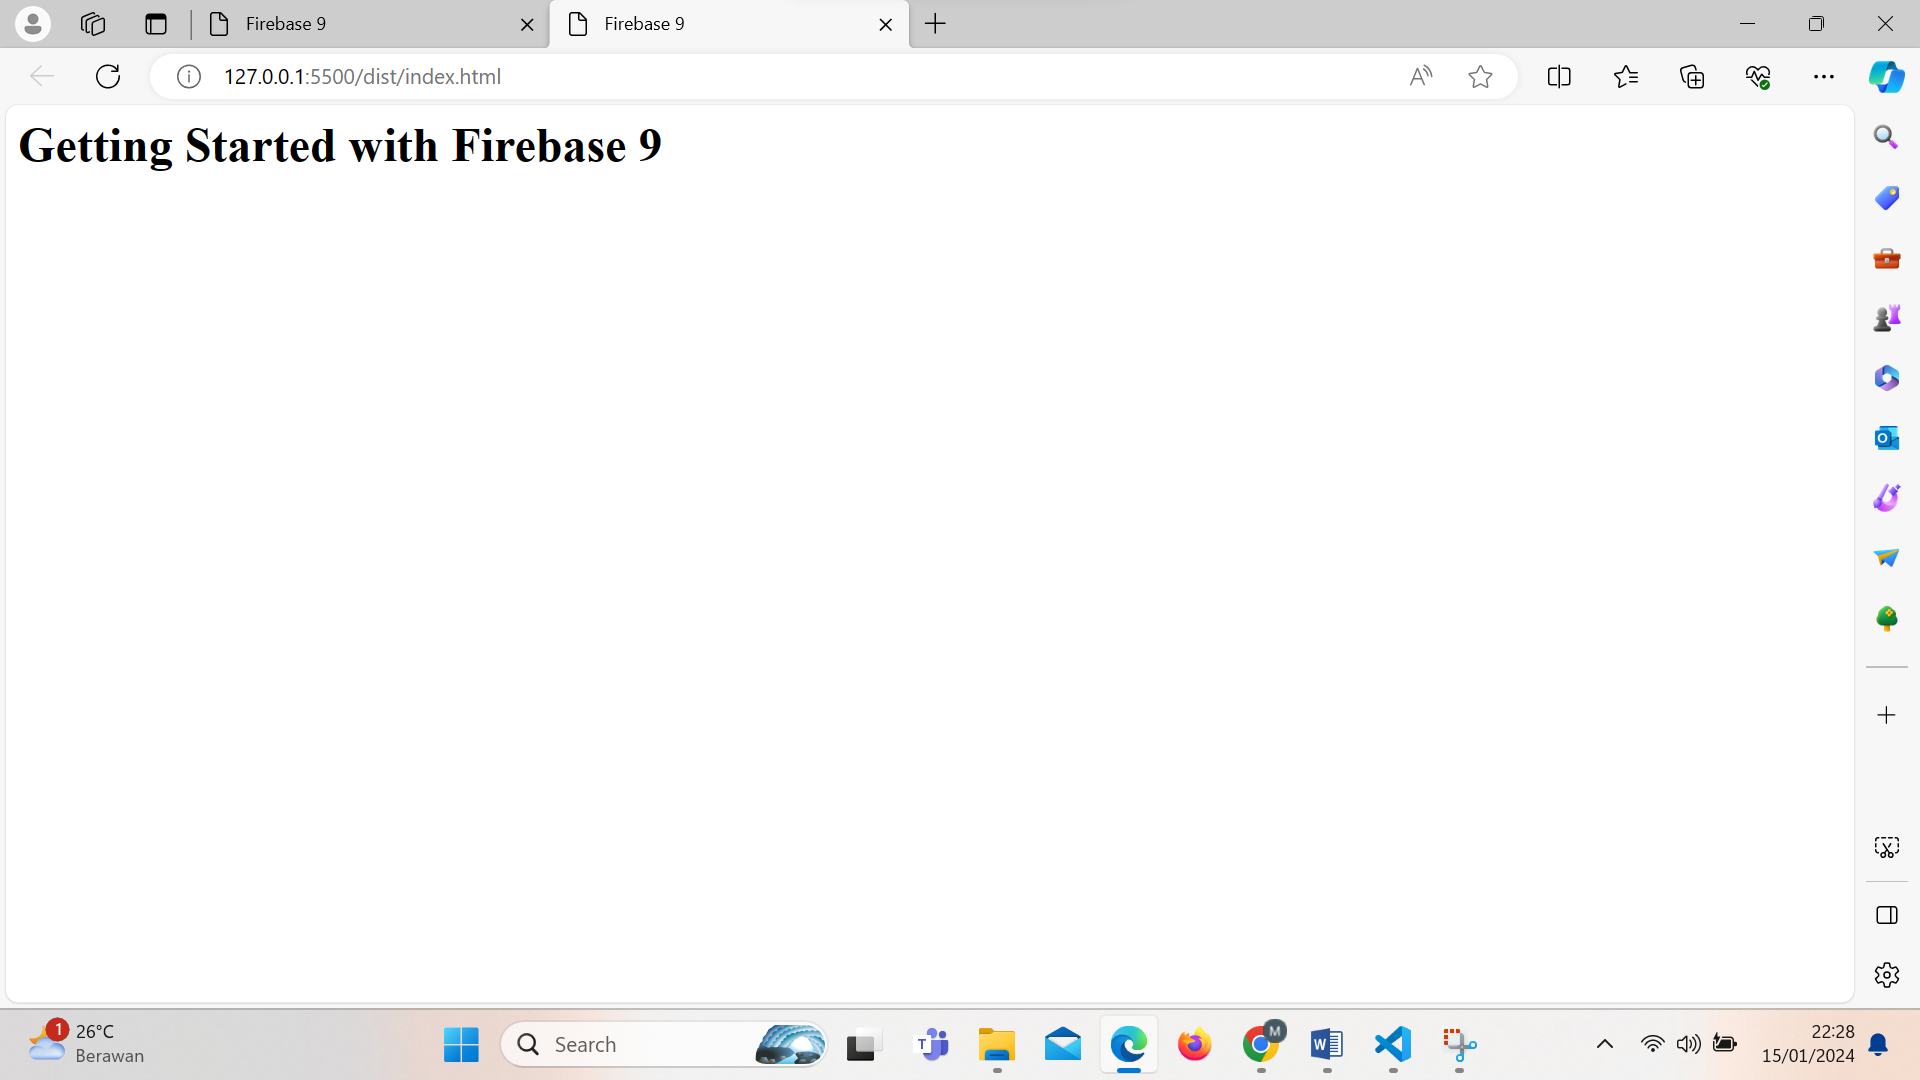 Firebase 9
Firebase 9
127.0.0.1:5500/dist/index.html
Getting Started with Firebase 9
1
26°C
Berawan
Search
M
22:28
15/01/2024